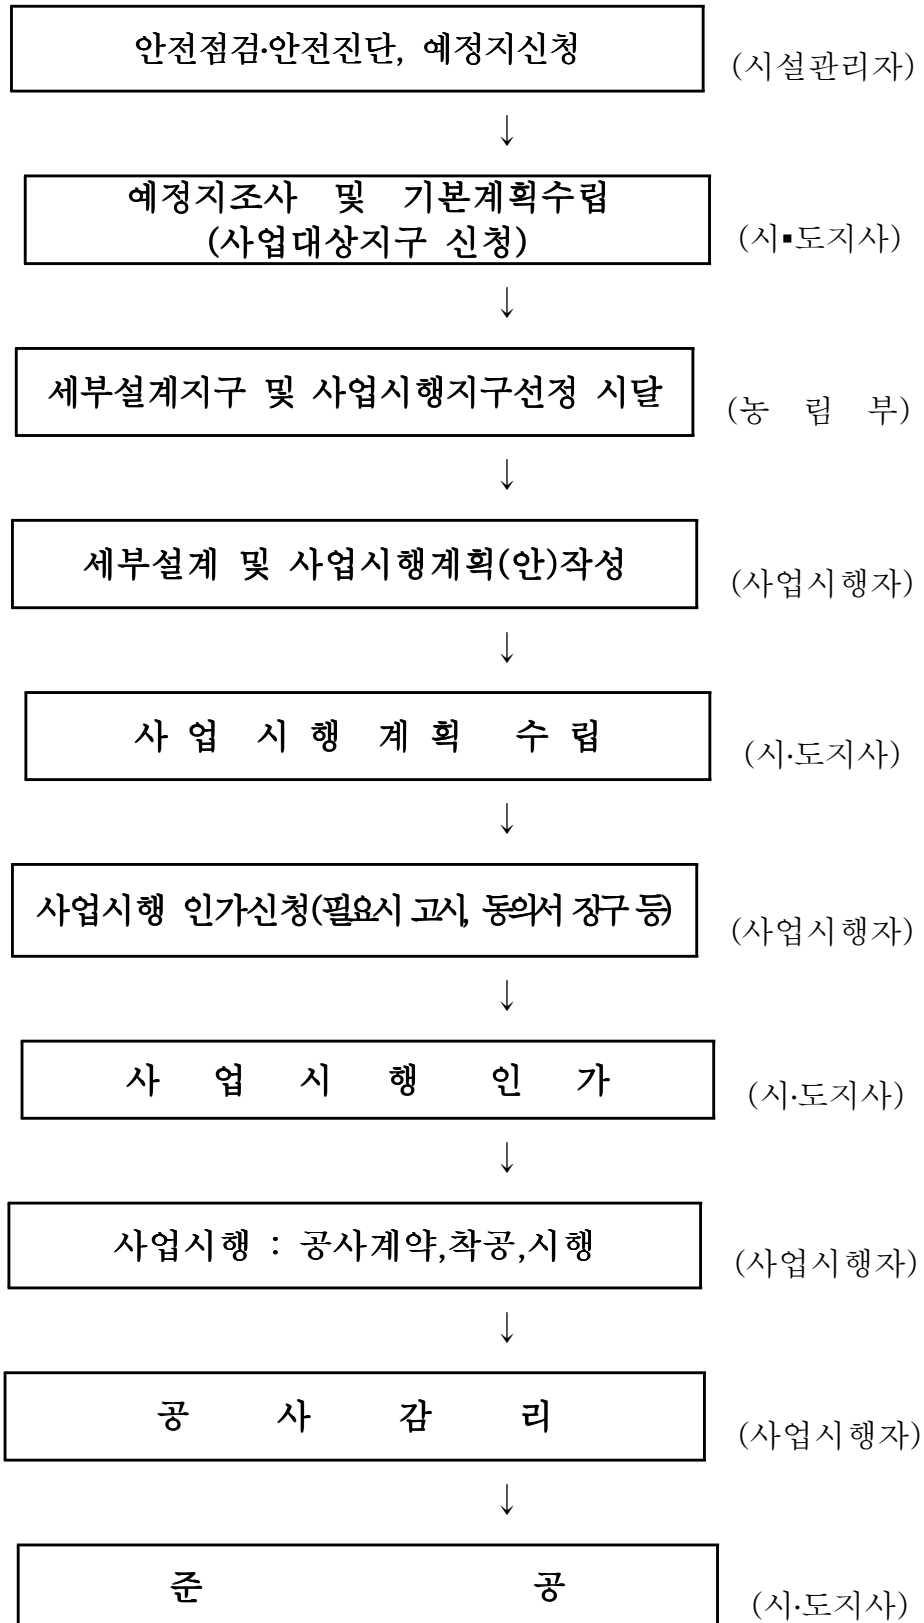 안전점검·안전진단, 예정지신청
(시설관리자)
↓
예정지조사 및 기본계획수립
(사업대상지구 신청)
(시▪도지사)
↓
세부설계지구 및 사업시행지구선정 시달
(농 림 부)
↓
세부설계 및 사업시행계획(안)작성
(사업시행자)
↓
사 업 시 행 계 획 수 립
(시·도지사)
↓
사업시행 인가신청(필요시 고시, 동의서 징구 등)
(사업시행자)
↓
사 업 시 행 인 가
(시·도지사)
↓
사업시행 : 공사계약,착공,시행
(사업시행자)
↓
공 사 감 리
(사업시행자)
↓
준 공
(시·도지사)